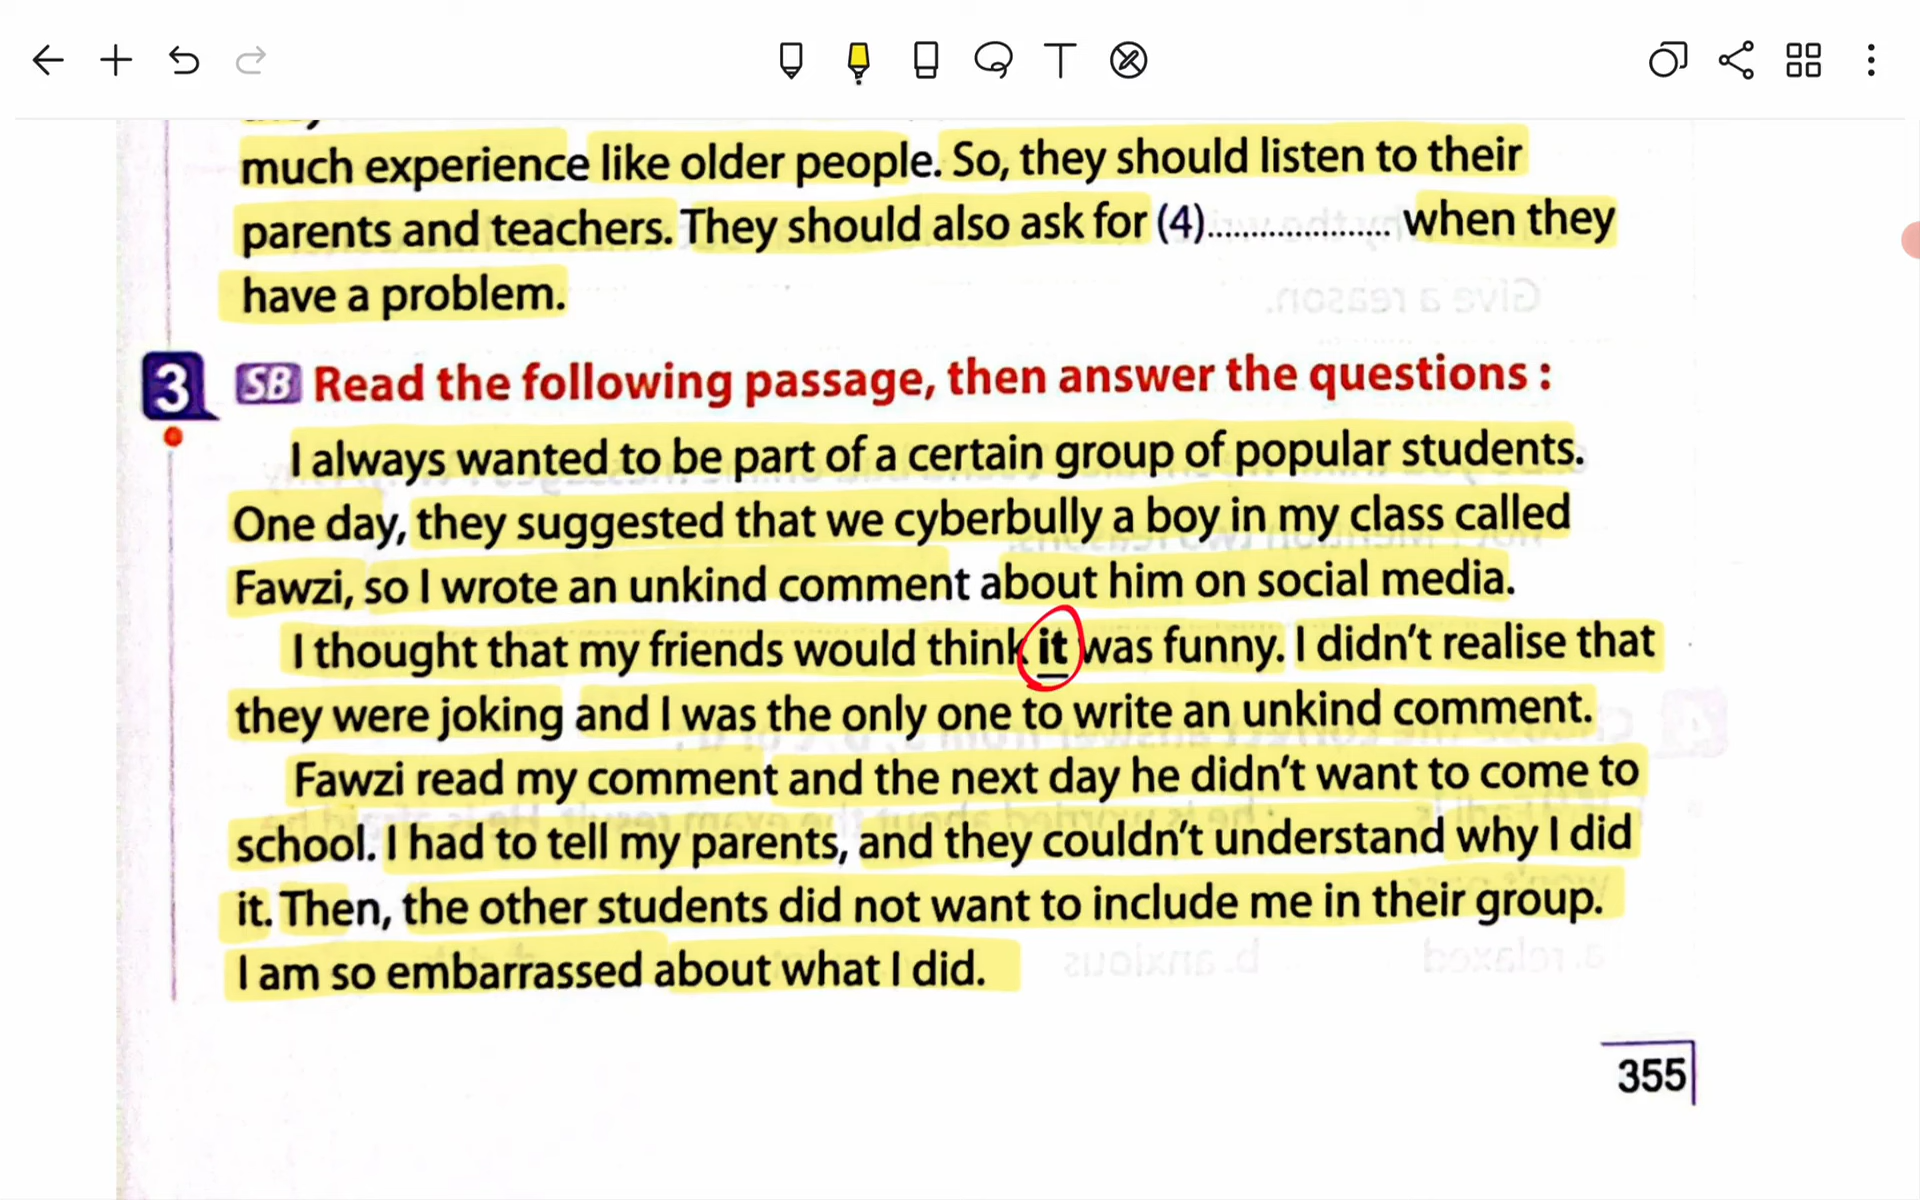 much experience like older people. So, they should listen to their
parents and teachers. They should also ask for (4)................... when they
have a problem.
3 SB Read the following passage, then answer the questions :
I always wanted to be part of a certain group of popular students.
One day, they suggested that we cyberbully a boy in my class called
Fawzi, so I wrote an unkind comment about him on social media.
I thought that my friends would think it was funny. I didn't realise that
they were joking and I was the only one to write an unkind comment.
Fawzi read my comment and the next day he didn't want to come to
school. I had to tell my parents, and they couldn't understand why I did
it. Then, the other students did not want to include me in their group.
I am so embarrassed about what I did.
355